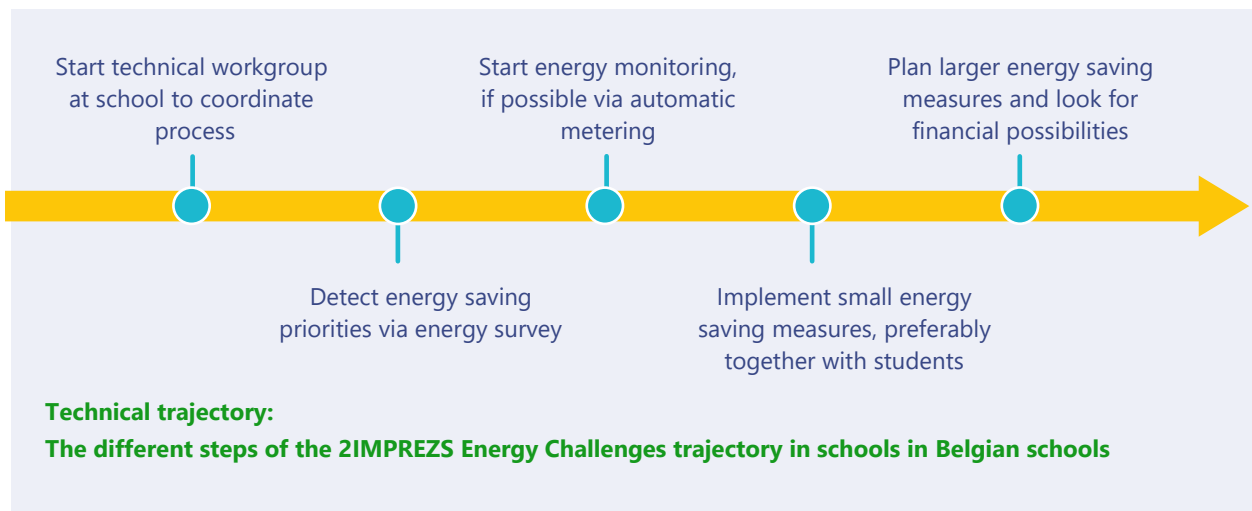 Start technical workgroup
at school to coordinate
process
Start energy monitoring,
if possible via automatic
metering
Plan larger energy saving
measures and look for
financial possibilities
Detect energy saving
priorities via energy survey
Implement small energy
saving measures, preferably
together with students
Technical trajectory:
The different steps of the 2IMPREZS Energy Challenges trajectory in schools in Belgian schools